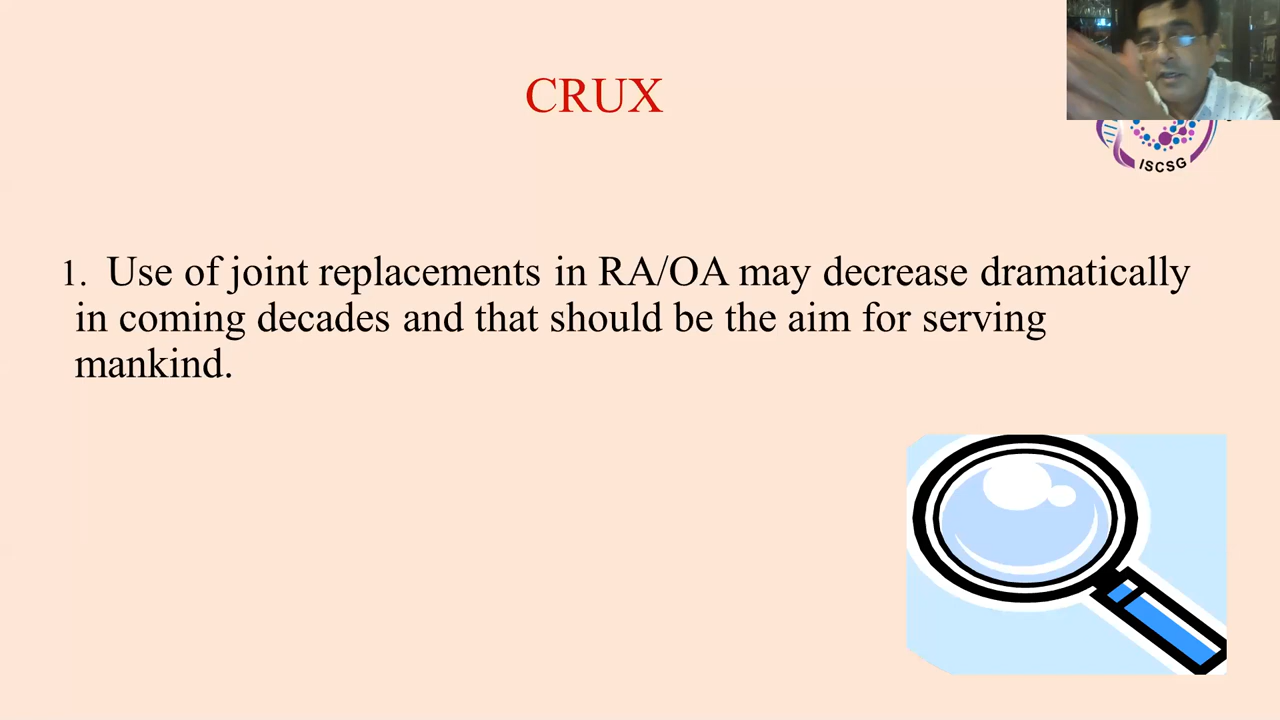 CRUX
ISCSG
1. Use of joint replacements in RA/OA may decrease dramatically
in coming decades and that should be the aim for serving
mankind.